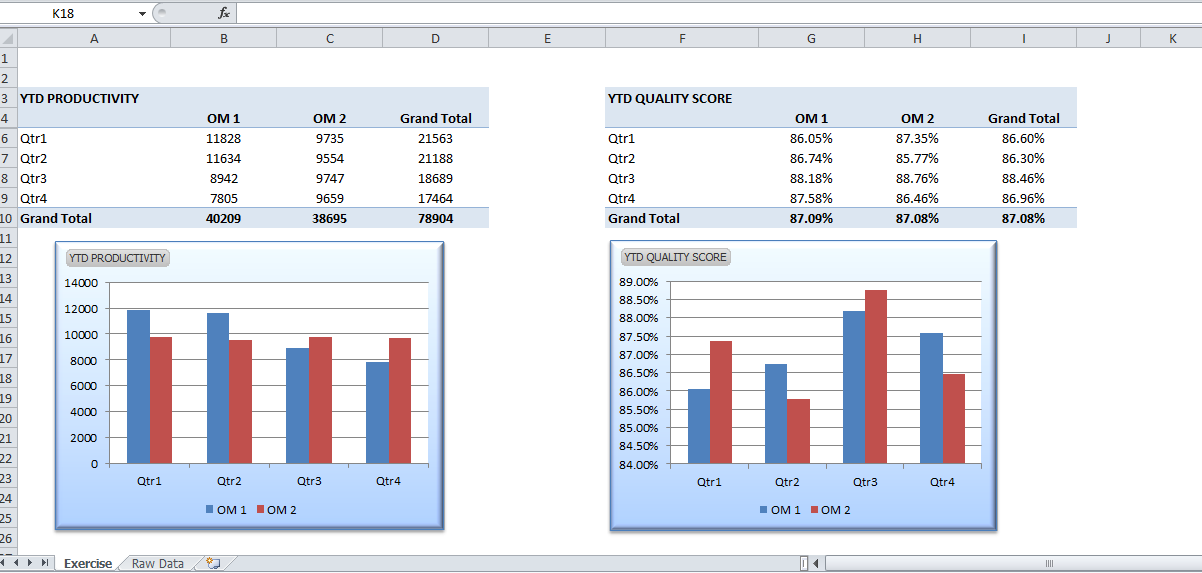 K18 fx
A B C D E F G H I J K
1
2
3 YTD PRODUCTIVITY YTD QUALITY SCORE
4 OM 1 OM 2 Grand Total OM 1 OM 2 Grand Total
6 Qtr1 11828 9735 21563 Qtr1 86.05% 87.35% 86.60%
7 Qtr2 11634 9554 21188 Qtr2 86.74% 85.77% 86.30%
8 Qtr3 8942 9747 18689 Qtr3 88.18% 88.76% 88.46%
9 Qtr4 7805 9659 17464 Qtr4 87.58% 86.46% 86.96%
10 Grand Total 40209 38695 78904 Grand Total 87.09% 87.08% 87.08%
11
12
13
14
15
16
17
18
19
20
21
22
23
24
25
26
YTD PRODUCTIVITY
14000
12000
10000
8000
6000
4000
2000
0
Qtr1 Qtr2 Qtr3 Qtr4
OM 1 OM 2
YTD QUALITY SCORE
89.00%
88.50%
88.00%
87.50%
87.00%
86.50%
86.00%
85.50%
85.00%
84.50%
84.00%
Qtr1 Qtr2 Qtr3 Qtr4
OM 1 OM 2
Exercise Raw Data